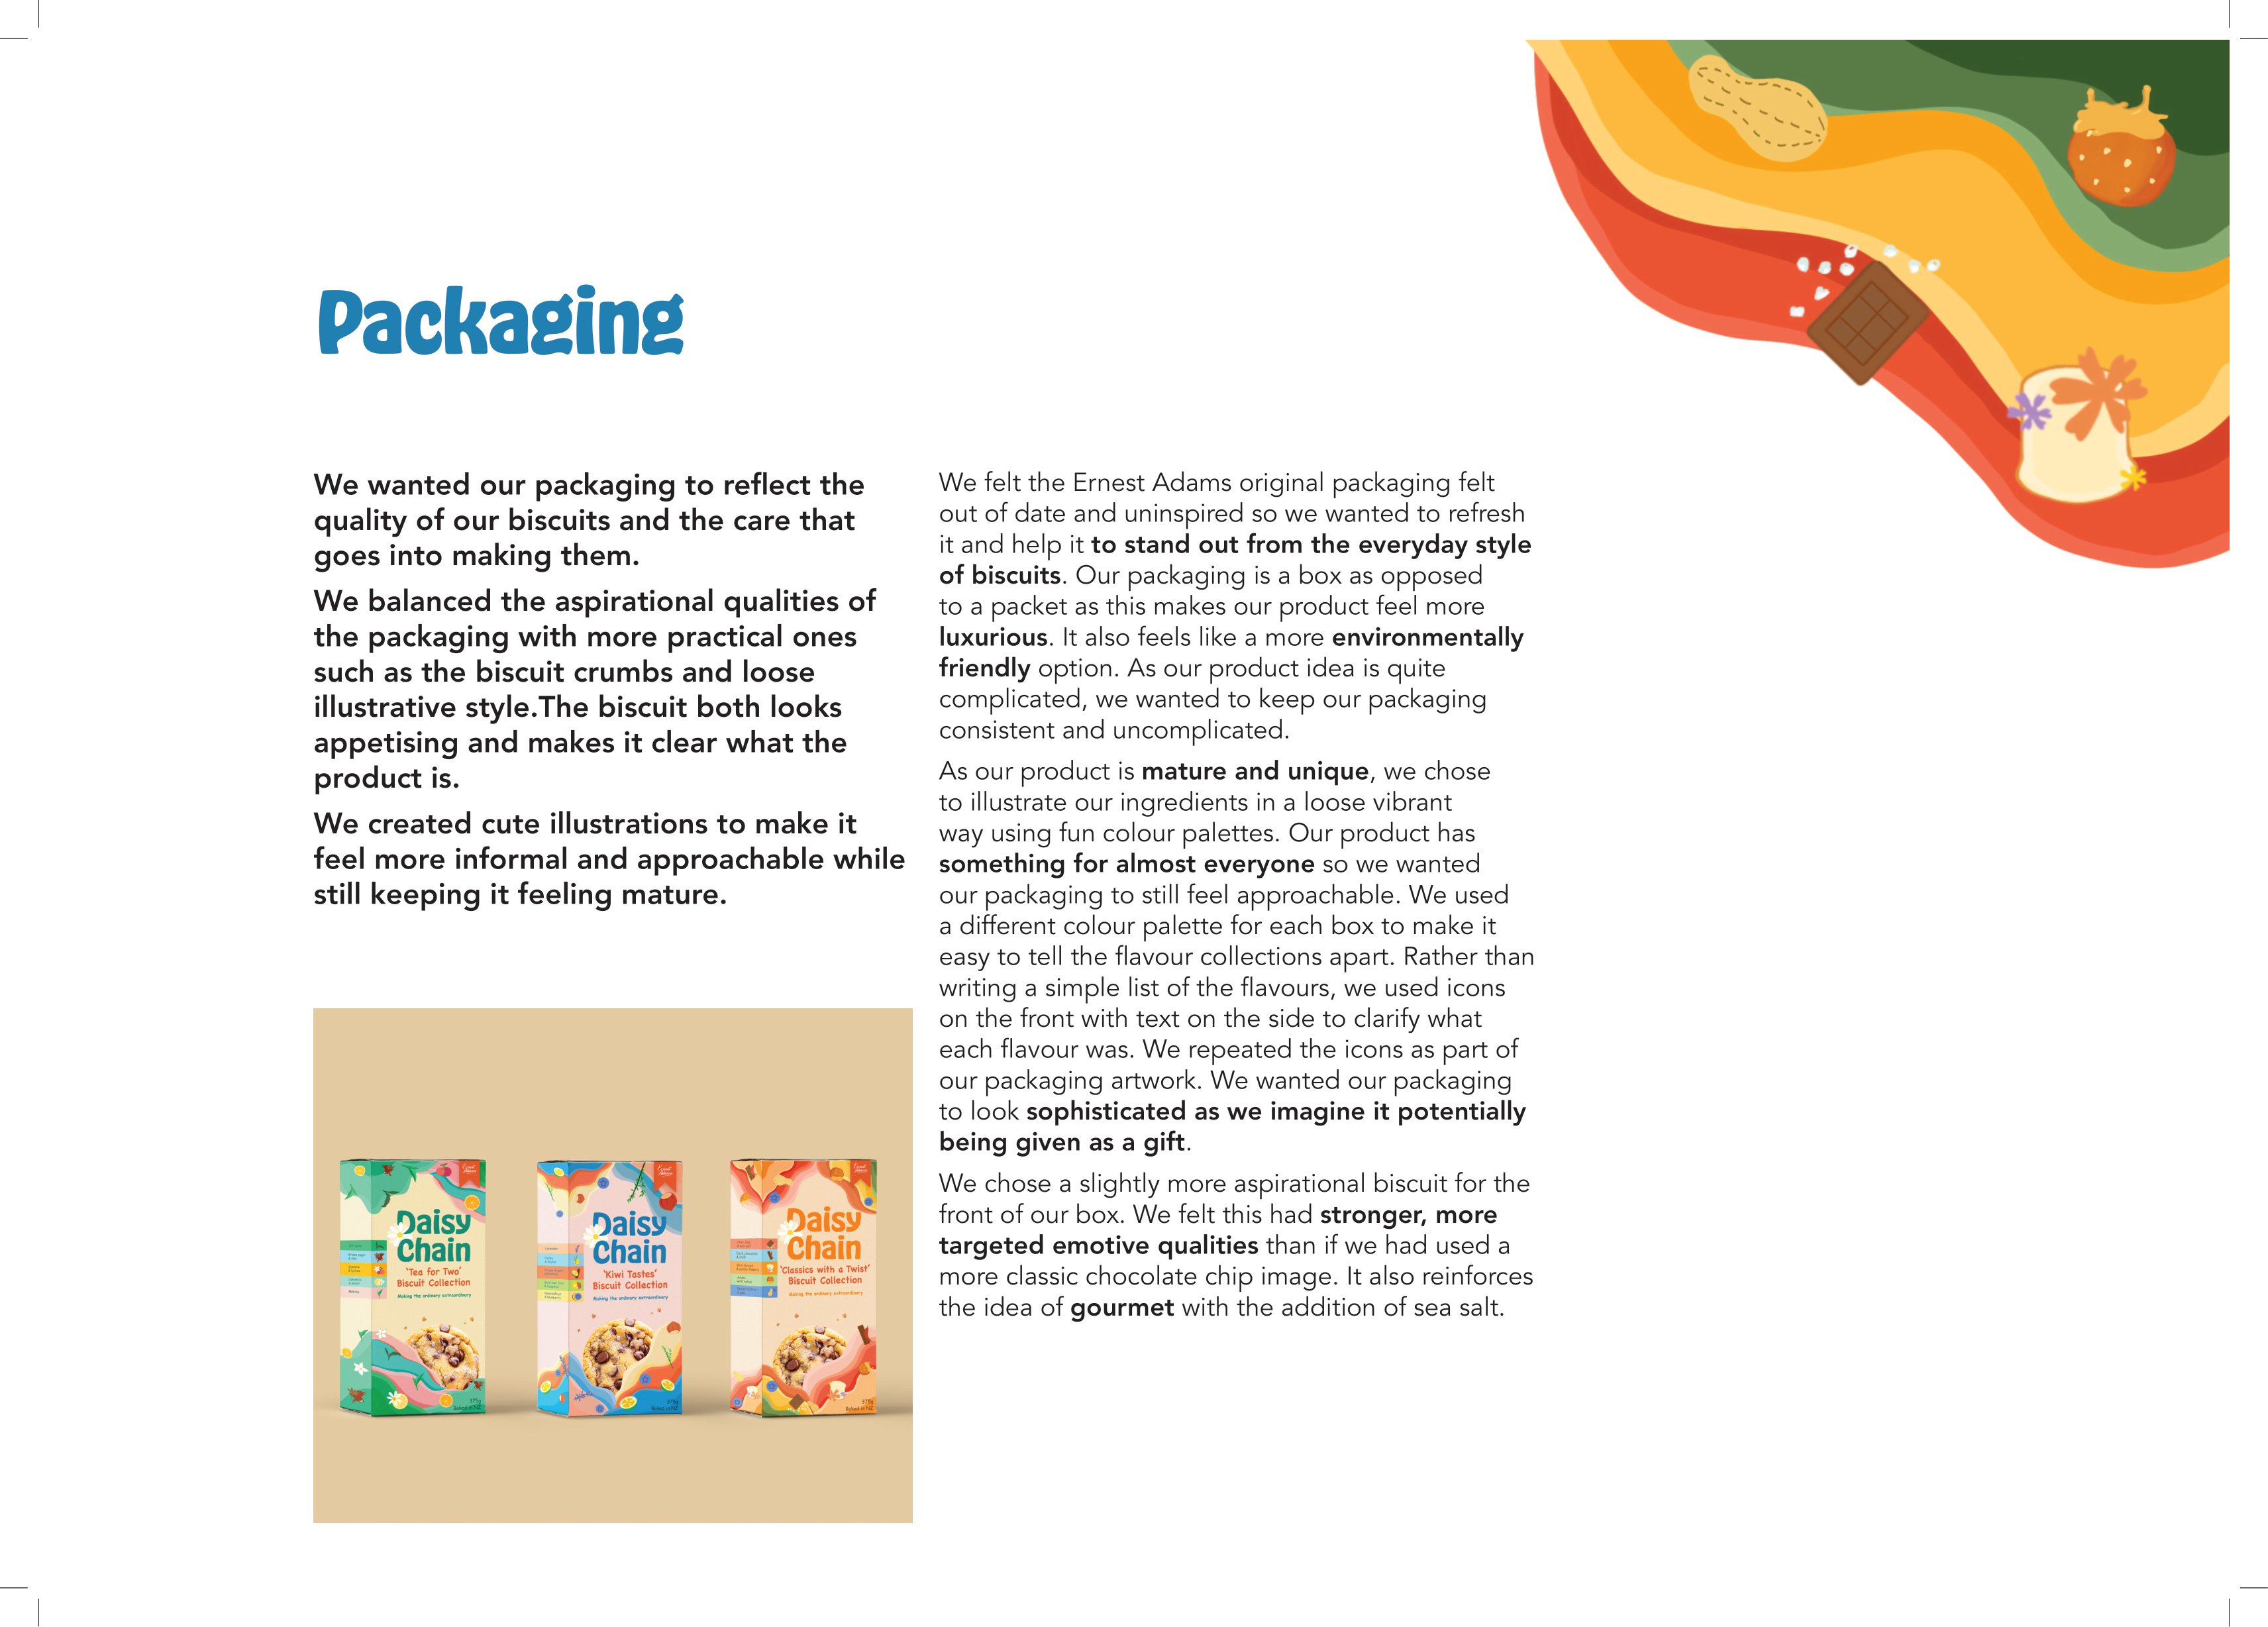 Packaging
We wanted our packaging to reflect the
quality of our biscuits and the care that
goes into making them.
We balanced the aspirational qualities of
the packaging with more practical ones
such as the biscuit crumbs and loose
illustrative style.The biscuit both looks
appetising and makes it clear what the
product is.
We created cute illustrations to make it
feel more informal and approachable while
still keeping it feeling mature.
We felt the Ernest Adams original packaging felt
out of date and uninspired so we wanted to refresh
it and help it to stand out from the everyday style
of biscuits. Our packaging is a box as opposed
to a packet as this makes our product feel more
luxurious. It also feels like a more environmentally
friendly option. As our product idea is quite
complicated, we wanted to keep our packaging
consistent and uncomplicated.
As our product is mature and unique, we chose
to illustrate our ingredients in a loose vibrant
way using fun colour palettes. Our product has
something for almost everyone so we wanted
our packaging to still feel approachable. We used
a different colour palette for each box to make it
easy to tell the flavour collections apart. Rather than
writing a simple list of the flavours, we used icons
on the front with text on the side to clarify what
each flavour was. We repeated the icons as part of
our packaging artwork. We wanted our packaging
to look sophisticated as we imagine it potentially
being given as a gift.
We chose a slightly more aspirational biscuit for the
front of our box. We felt this had stronger, more
targeted emotive qualities than if we had used a
more classic chocolate chip image. It also reinforces
the idea of gourmet with the addition of sea salt.
Daisy
Chain
'Tea for Two'
Biscuit Collection
Making the ordinary extraordinary
375g
Baked in NZ
Daisy
Chain
'Kiwi Tastes'
Biscuit Collection
Making the ordinary extraordinary
375g
Baked in NZ
Daisy
Chain
'Classics with a Twist'
Biscuit Collection
Making the ordinary extraordinary
375g
Baked in NZ